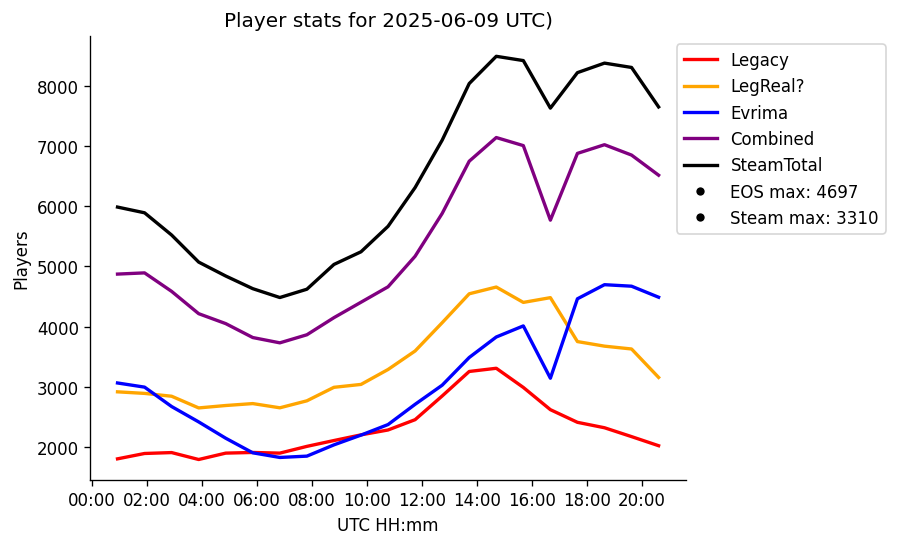 Player stats for 2025-06-09 UTC)
Legacy
LegReal?
Evrima
Combined
SteamTotal
EOS max: 4697
Steam max: 3310
8000
7000
6000
5000
4000
3000
2000
Players
00:00 02:00 04:00 06:00 08:00 10:00 12:00 14:00 16:00 18:00 20:00
UTC HH:mm